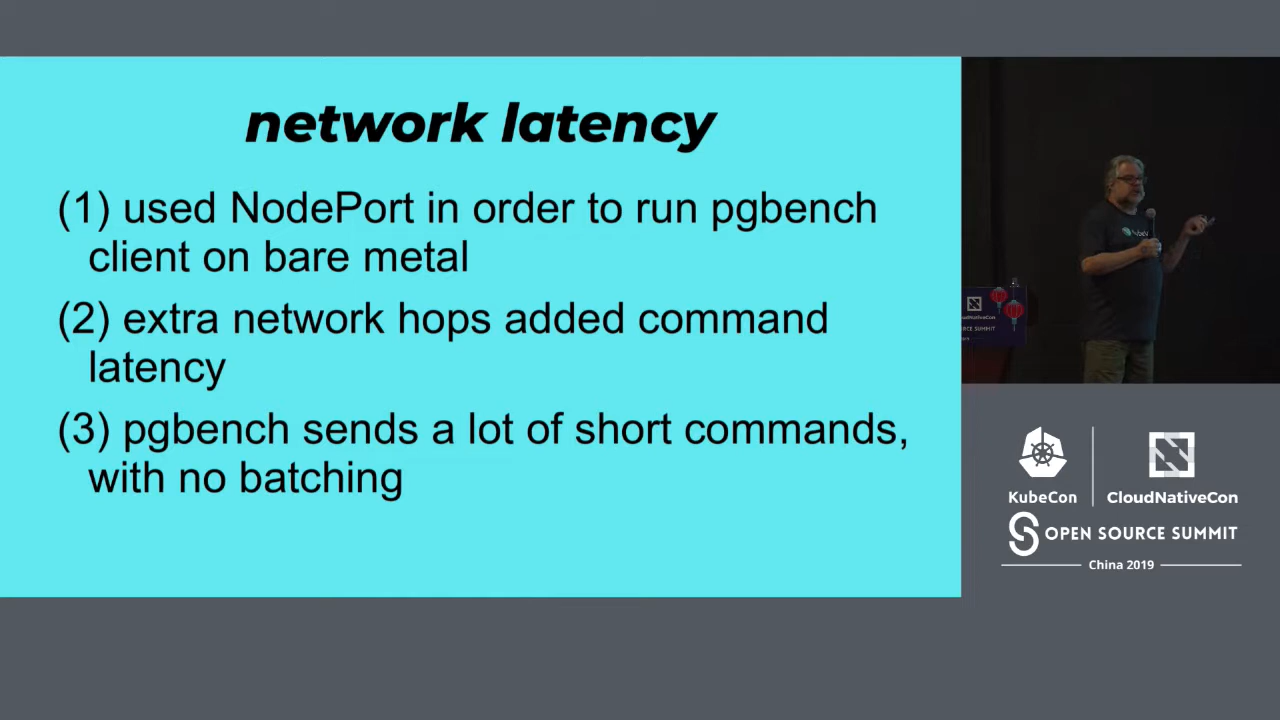 network latency
(1) used NodePort in order to run pgbench
client on bare metal
(2) extra network hops added command
latency
(3) pgbench sends a lot of short commands,
with no batching
CloudNativeCon
KubeCon
CloudNativeCon
OPEN SOURCE SUMMIT
China 2019